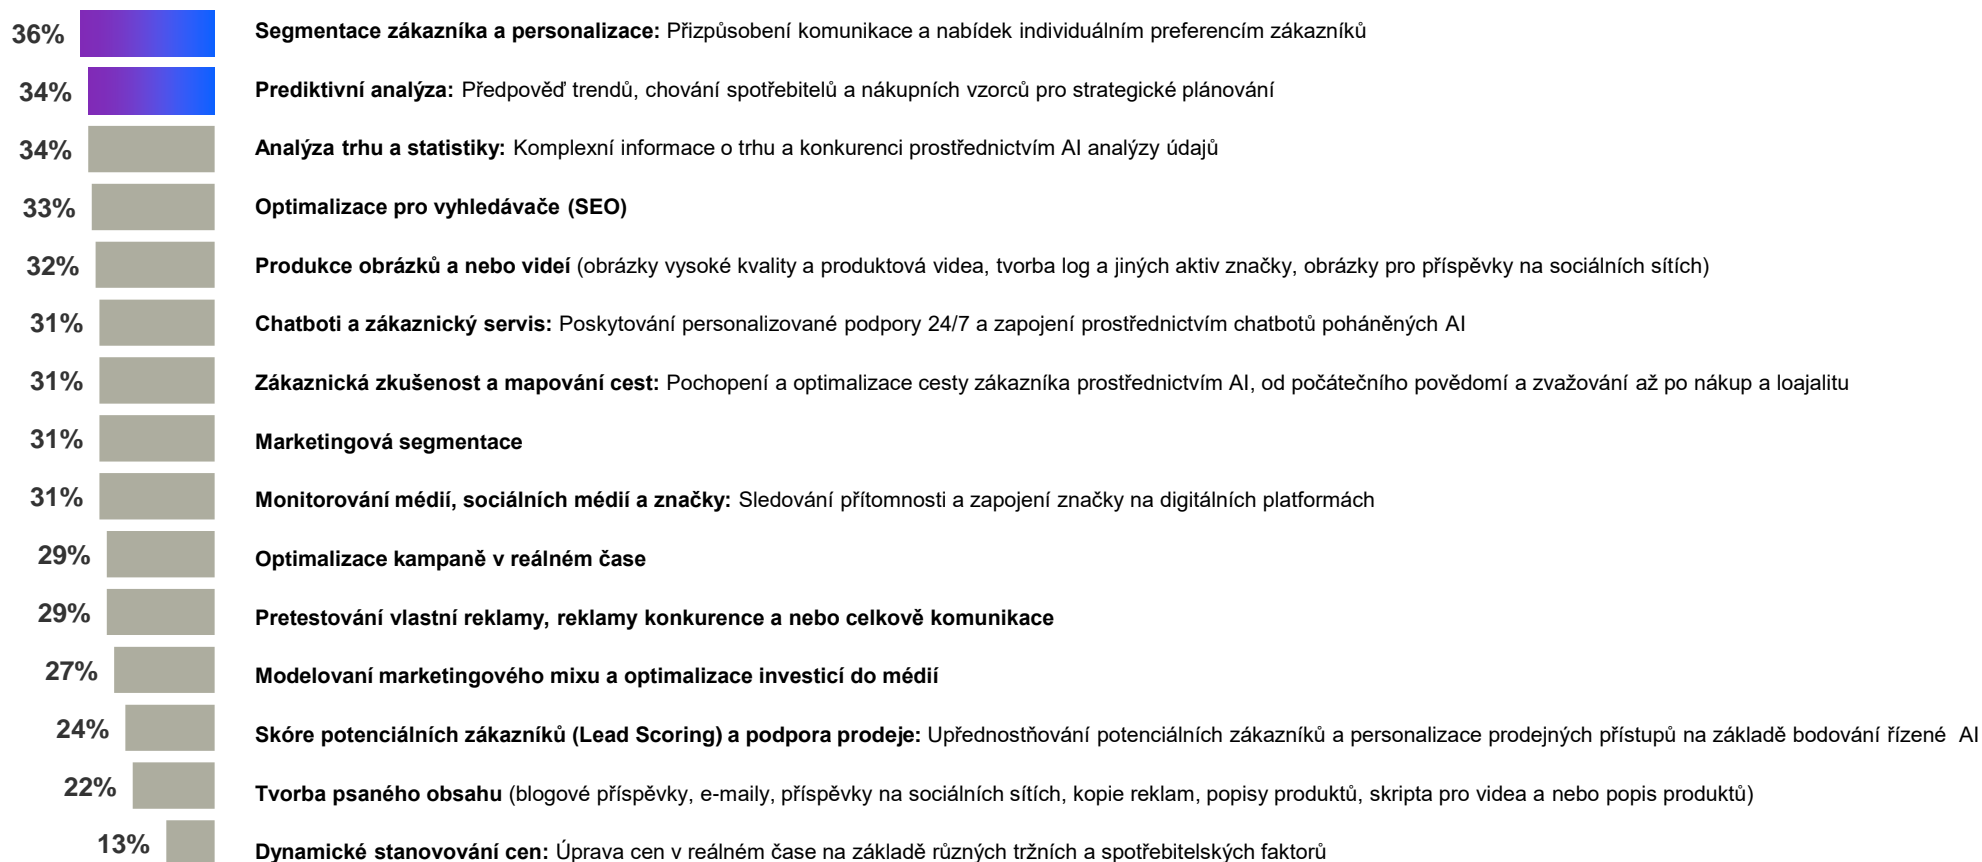 36% Segmentace zákazníka a personalizace: Přizpůsobení komunikace a nabídek individuálním preferencím zákazníků
34% Prediktivní analýza: Předpověď trendů, chování spotřebitelů a nákupních vzorců pro strategické plánování
34% Analýza trhu a statistiky: Komplexní informace o trhu a konkurenci prostřednictvím AI analýzy údajů
33% Optimalizace pro vyhledávače (SEO)
32% Produkce obrázků a nebo videí (obrázky vysoké kvality a produktová videa, tvorba log a jiných aktiv značky, obrázky pro příspěvky na sociálních sítích)
31% Chatboti a zákaznický servis: Poskytování personalizované podpory 24/7 a zapojení prostřednictvím chatbotů poháněných AI
31% Zákaznická zkušenost a mapování cest: Pochopení a optimalizace cesty zákazníka prostřednictvím AI, od počátečního povědomí a zvažování až po nákup a loajalitu
31% Marketingová segmentace
31% Monitorování médií, sociálních médií a značky: Sledování přítomnosti a zapojení značky na digitálních platformách
29% Optimalizace kampaně v reálném čase
29% Pretestování vlastní reklamy, reklamy konkurence a nebo celkově komunikace
27% Modelovaní marketingového mixu a optimalizace investicí do médií
24% Skóre potenciálních zákazníků (Lead Scoring) a podpora prodeje: Upřednostňování potenciálních zákazníků a personalizace prodejných přístupů na základě bodování řízené AI
22% Tvorba psaného obsahu (blogové příspěvky, e-maily, příspěvky na sociálních sítích, kopie reklam, popisy produktů, skripta pro videa a nebo popis produktů)
13% Dynamické stanovování cen: Úprava cen v reálném čase na základě různých tržních a spotřebitelských faktorů